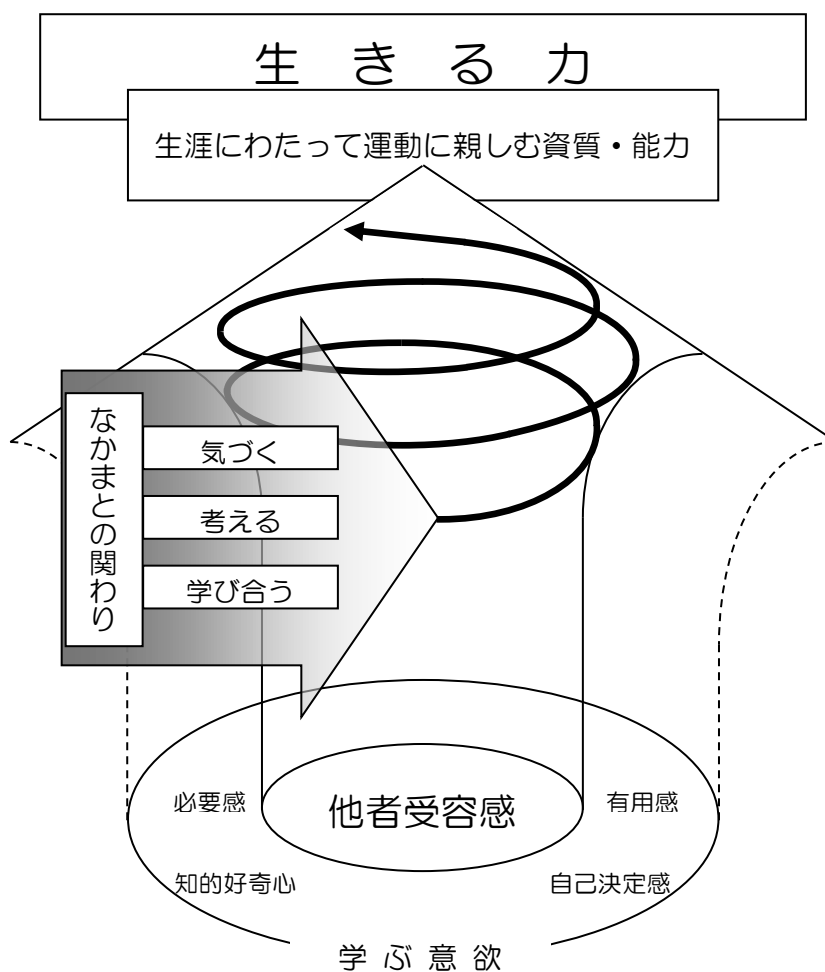 生きる力
生涯にわたって運動に親しむ資質・能力
なかまとの関わり
気づく
考える
学び合う
必要感
他者受容感
有用感
知的好奇心
自己決定感
学ぶ意欲